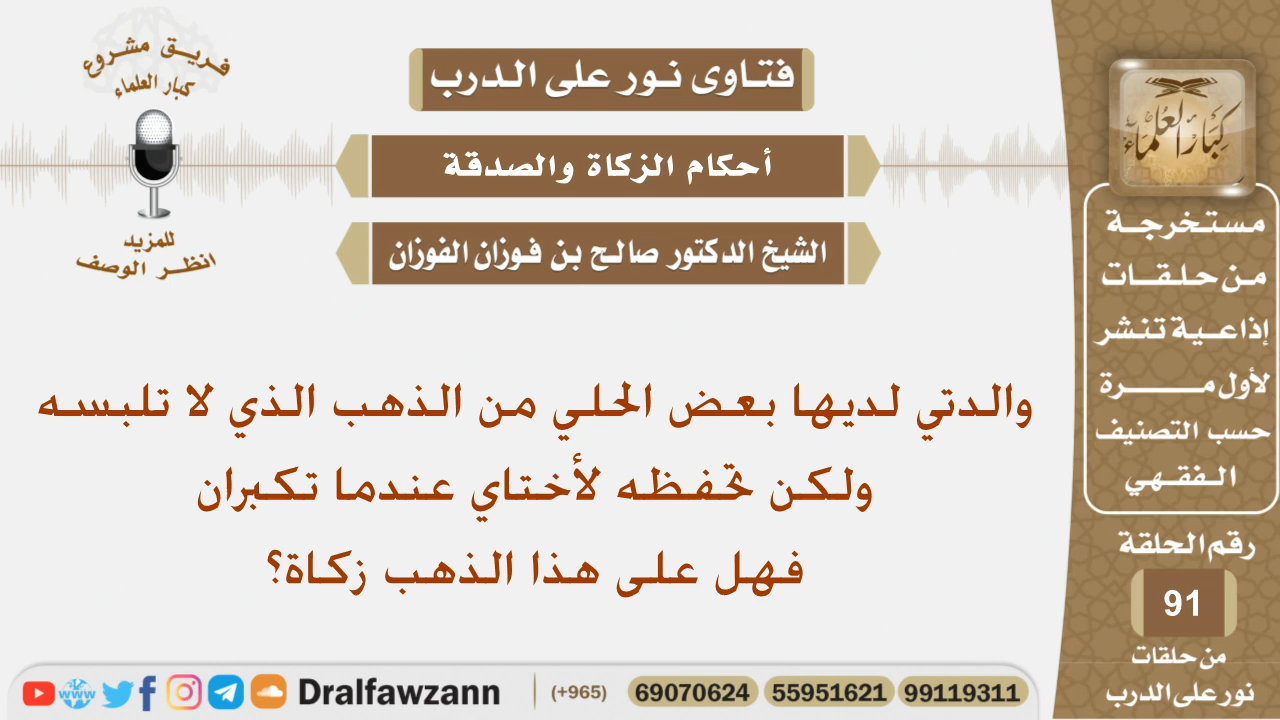 فريق مشروع
كبار العلماء
للمزيد
انظر الوصف
فتاوى نور على الدرب
أحكام الزكاة والصدقة
الشيخ الدكتور صالح بن فوزان الفوزان
والدتي لديها بعض الحلي من الذهب الذي لا تلبسه
ولكن تحفظه لأختاي عندما تكبران
فهل على هذا الذهب زكاة؟
كبار العلماء
مستخرجة
من حلقات
إذاعية تنشر
لأول مرة
حسب التصنيف
الفقهي
رقم الحلقة
91
من حلقات
نور على الدرب
www Dralfawzann (+965) 69070624 55951621 99119311